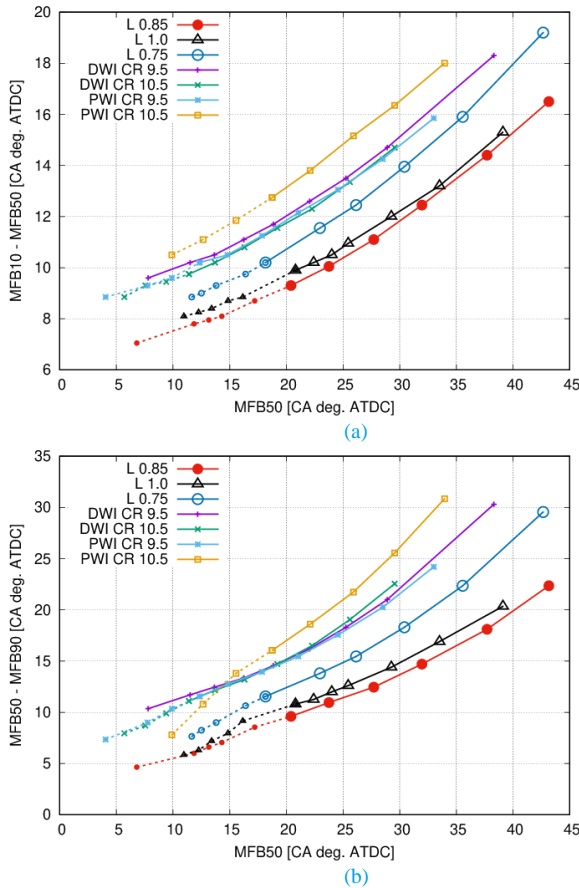 L 0.85
L 1.0
L 0.75
DWI CR 9.5
DWI CR 10.5
PWI CR 9.5
PWI CR 10.5
20
18
16
14
12
10
8
6
MFB10 - MFB50 [CA deg. ATDC]
0 5 10 15 20 25 30 35 40 45
MFB50 [CA deg. ATDC]
(a)
L 0.85
L 1.0
L 0.75
DWI CR 9.5
DWI CR 10.5
PWI CR 9.5
PWI CR 10.5
35
30
25
20
15
10
5
0
MFB50 - MFB90 [CA deg. ATDC]
0 5 10 15 20 25 30 35 40 45
MFB50 [CA deg. ATDC]
(b)